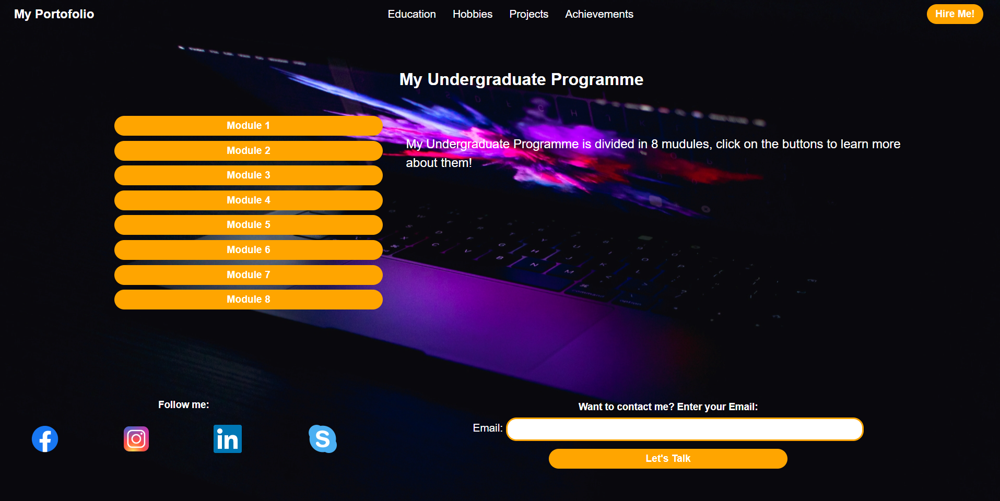 My Portofolio
Education
Hobbies
Projects
Achievements
Hire Me!
My Undergraduate Programme
Module 1
Module 2
Module 3
Module 4
Module 5
Module 6
Module 7
Module 8
My Undergraduate Programme is divided in 8 mudules, click on the buttons to learn more
about them!
Follow me:
Want to contact me? Enter your Email:
Email:
Let's Talk